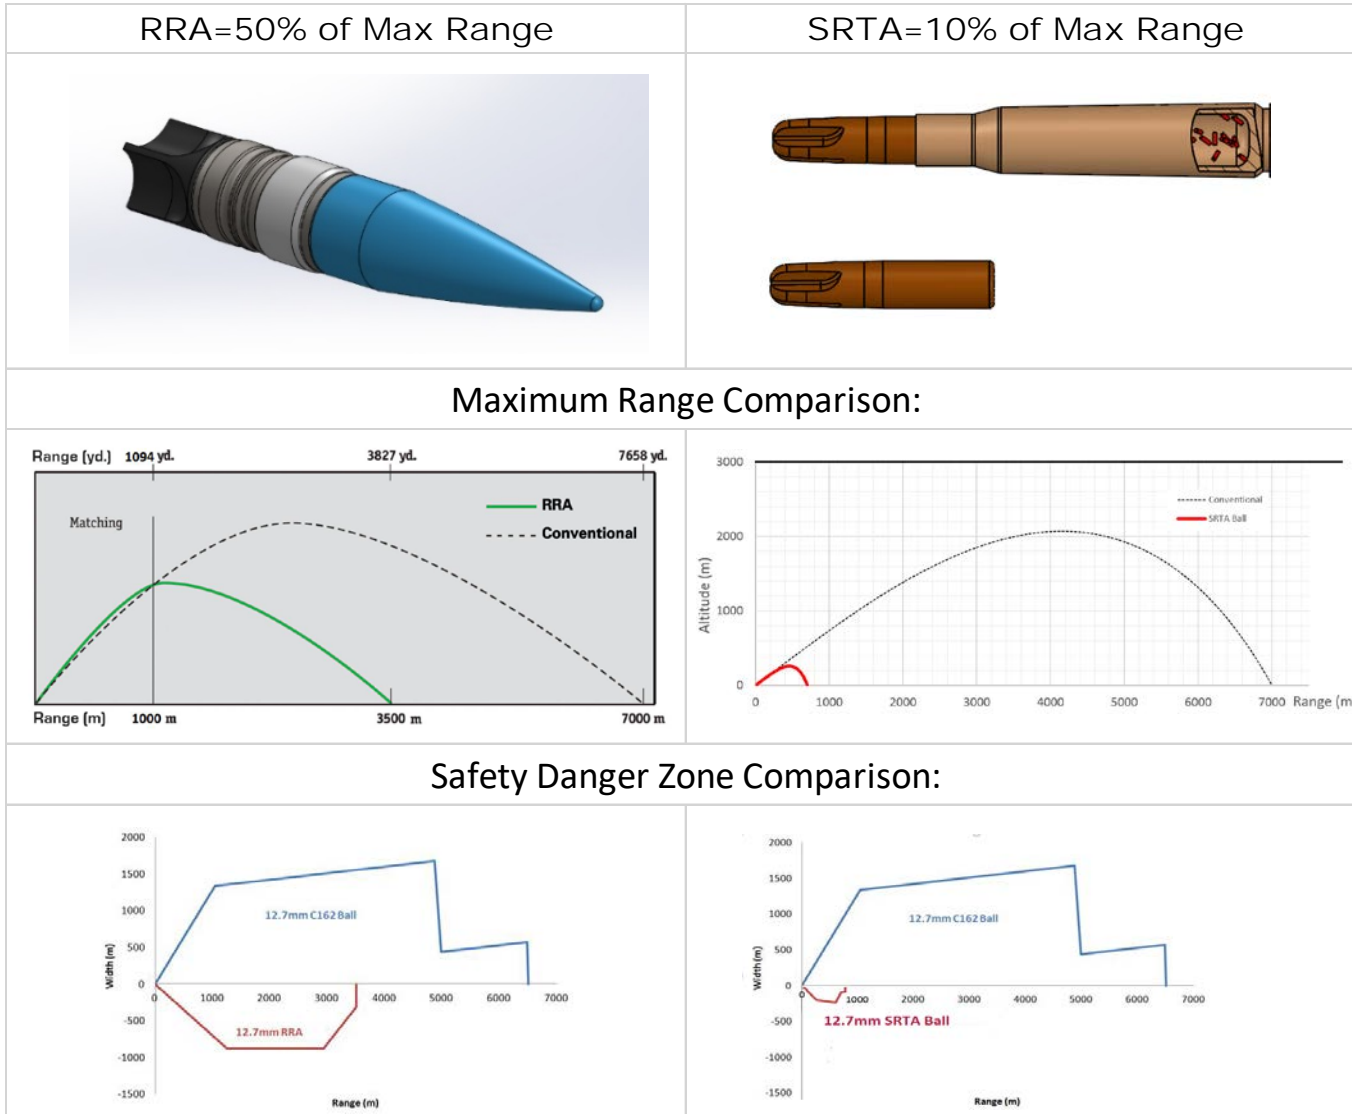 RRA=50% of Max Range
SRTA=10% of Max Range
Maximum Range Comparison:
Range (yd.) 1094 yd. 3827 yd. 7658 yd.
RRA
Matching
Conventional
Range (m) 1000 m 3500 m 7000 m
3000
Conventional
SRTA Ball
2000
Altitude (m)
1000
0
0 1000 2000 3000 4000 5000 6000 7000 Range (m
Safety Danger Zone Comparison:
2000
1500
1000
12.7mm C162 Ball
500
Width (m)
0
0 1000 2000 3000 4000 5000 6000 7000
-500
12.7mm RRA
-1000
-1500
Range (m)
2000
1500
1000
12.7mm C162 Ball
500
Width (m)
0
0 1000 2000 3000 4000 5000 6000 7000
-500
12.7mm SRTA Ball
-1000
-1500
Range (m)